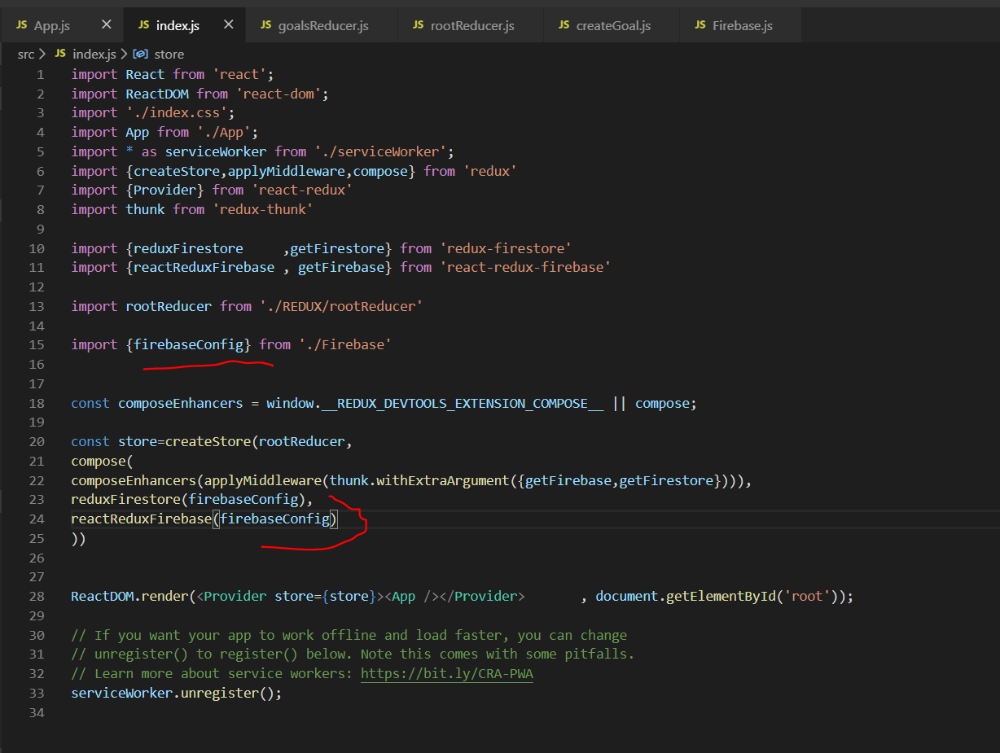 JS App.js × JS index.js × JS goalsReducer.js JS rootReducer.js JS createGoal.js JS Firebase.js
src > JS index.js > store
1 import React from 'react';
2 import ReactDOM from 'react-dom';
3 import './index.css';
4 import App from './App';
5 import * as serviceWorker from './serviceWorker';
6 import {createStore,applyMiddleware,compose} from 'redux'
7 import {Provider} from 'react-redux'
8 import thunk from 'redux-thunk'
9
10 import {reduxFirestore     ,getFirestore} from 'redux-firestore'
11 import {reactReduxFirebase , getFirebase} from 'react-redux-firebase'
12
13 import rootReducer from './REDUX/rootReducer'
14
15 import {firebaseConfig} from './Firebase'
16
17
18 const composeEnhancers = window.__REDUX_DEVTOOLS_EXTENSION_COMPOSE__ || compose;
19
20 const store=createStore(rootReducer,
21 compose(
22 composeEnhancers(applyMiddleware(thunk.withExtraArgument({getFirebase,getFirestore}))),
23 reduxFirestore(firebaseConfig),
24 reactReduxFirebase(firebaseConfig)
25 ))
26
27
28 ReactDOM.render(<Provider store={store}><App /></Provider>       , document.getElementById('root'));
29
30 // If you want your app to work offline and load faster, you can change
31 // unregister() to register() below. Note this comes with some pitfalls.
32 // Learn more about service workers: https://bit.ly/CRA-PWA
33 serviceWorker.unregister();
34